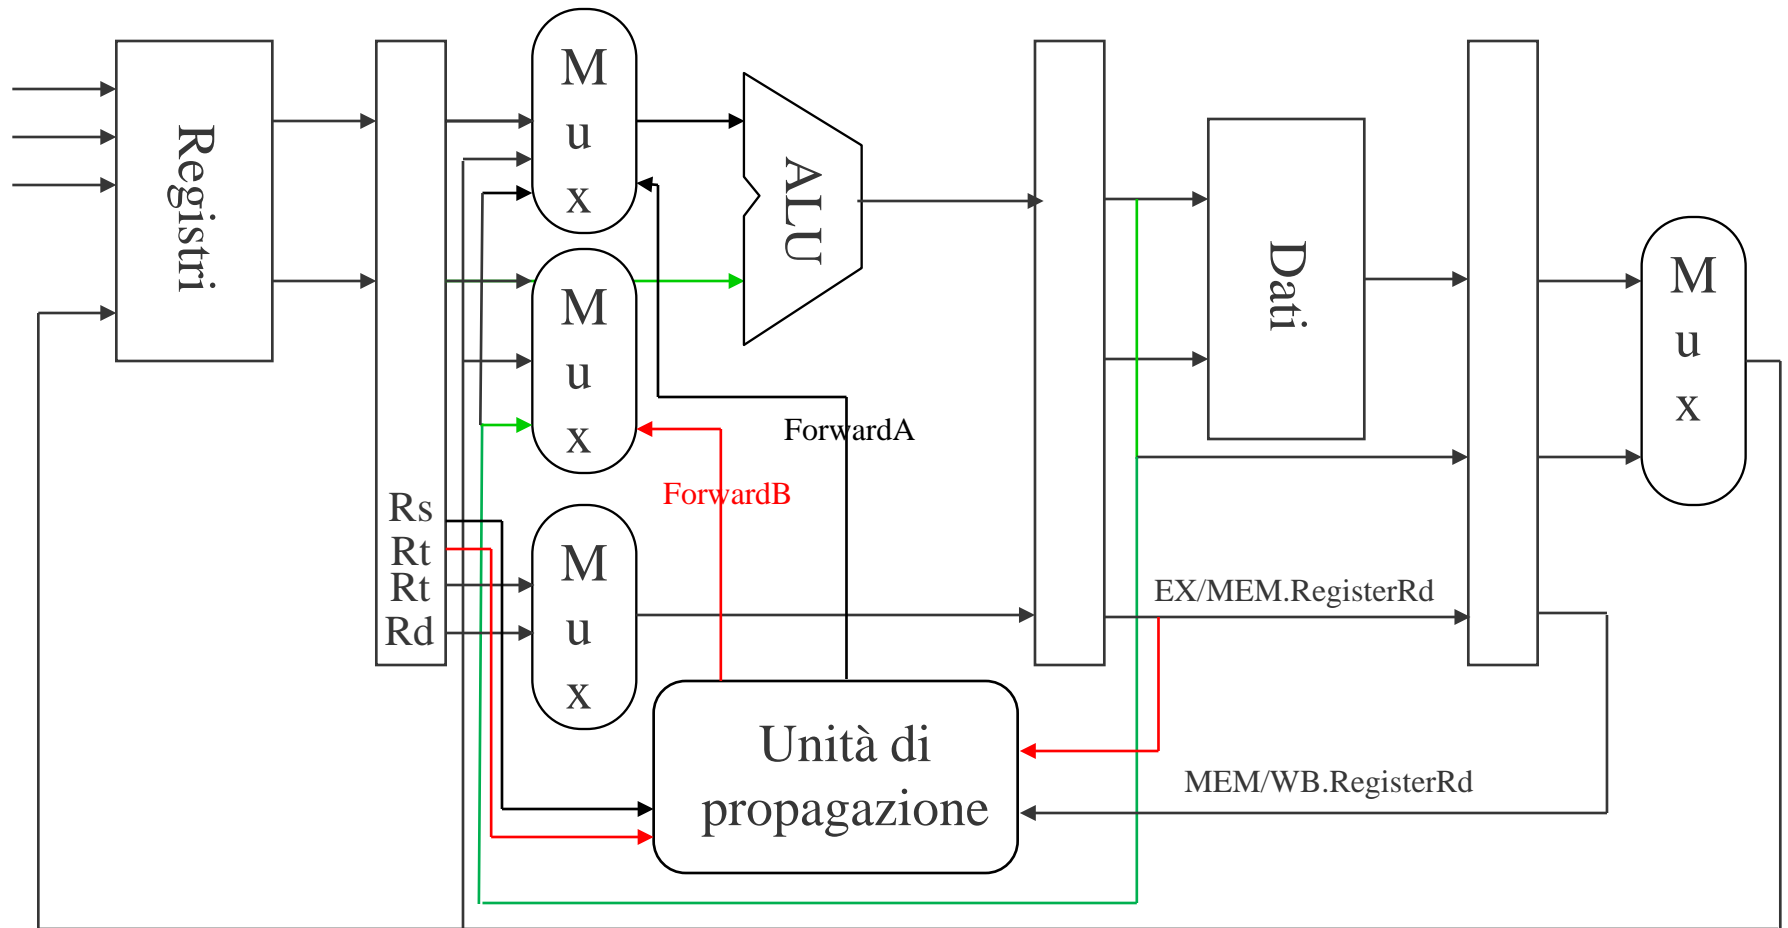 Registri
M
u
x
M
u
x
Rs
Rt
Rt
Rd
M
u
x
ALU
ForwardA
ForwardB
Dati
M
u
x
EX/MEM.RegisterRd
MEM/WB.RegisterRd
Unità di
propagazione